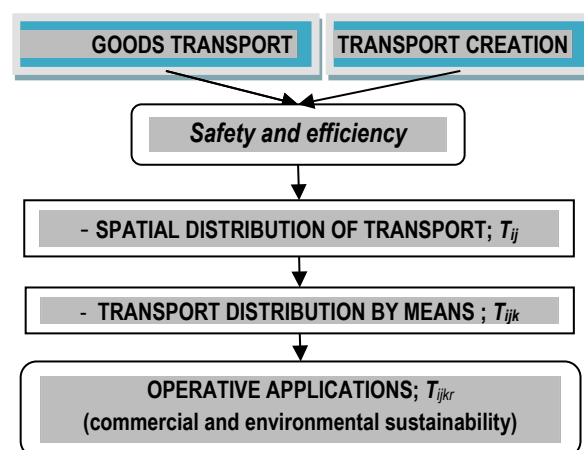 GOODS TRANSPORT
TRANSPORT CREATION
Safety and efficiency
- SPATIAL DISTRIBUTION OF TRANSPORT; Tij
- TRANSPORT DISTRIBUTION BY MEANS ; Tijk
OPERATIVE APPLICATIONS; Tijkr
(commercial and environmental sustainability)